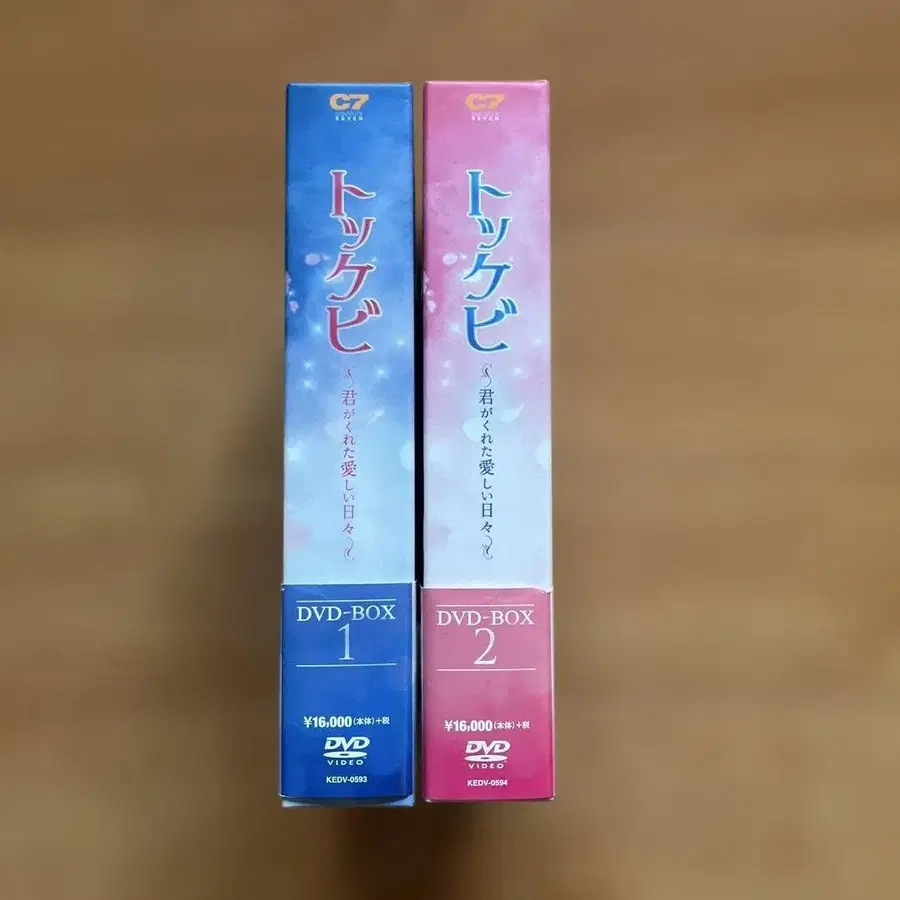 C7
SEVEN
トッケビ
～君がくれた愛しい日々～
DVD-BOX
1
¥16,000(本体)+税
DVD
VIDEO
KEDV-0593
C7
SEVEN
トッケビ
～君がくれた愛しい日々～
DVD-BOX
2
¥16,000(本体)+税
DVD
VIDEO
KEDV-0594